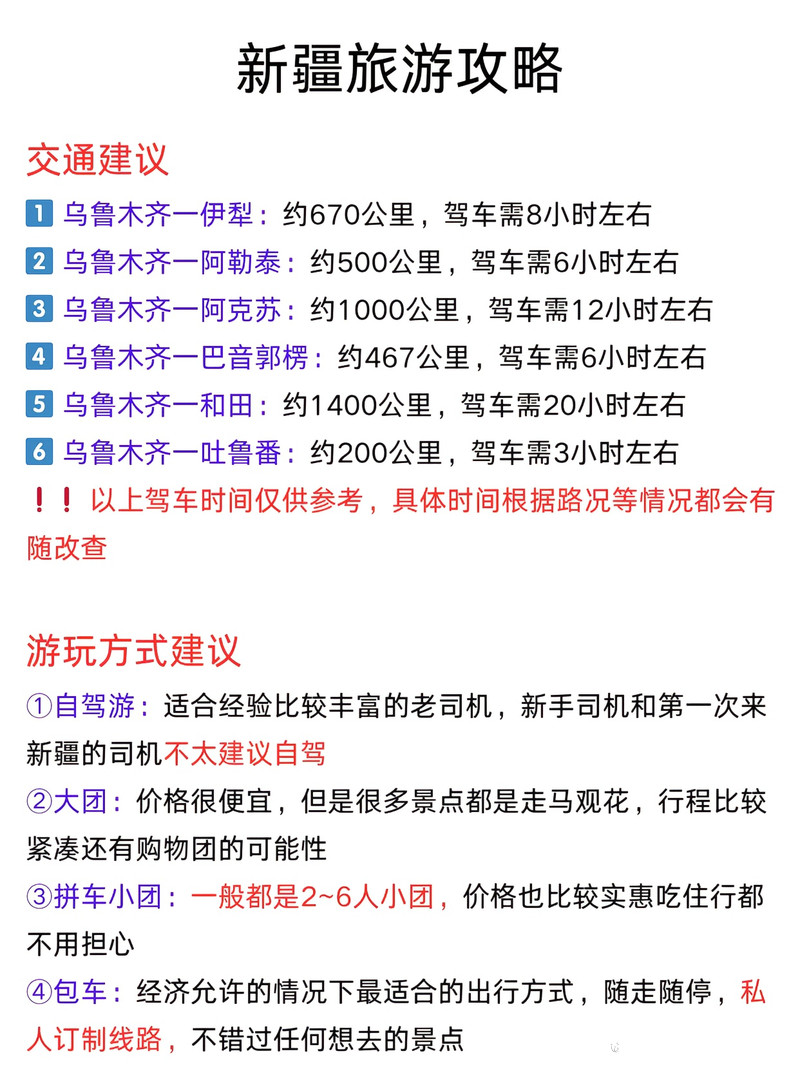 新疆旅游攻略
交通建议
1 乌鲁木齐一伊犁：约670公里，驾车需8小时左右
2 乌鲁木齐一阿勒泰：约500公里，驾车需6小时左右
3 乌鲁木齐一阿克苏：约1000公里，驾车需12小时左右
4 乌鲁木齐一巴音郭楞：约467公里，驾车需6小时左右
5 乌鲁木齐一和田：约1400公里，驾车需20小时左右
6 乌鲁木齐一吐鲁番：约200公里，驾车需3小时左右
❗❗ 以上驾车时间仅供参考，具体时间根据路况等情况都会有
随改查
游玩方式建议
①自驾游：适合经验比较丰富的老司机，新手司机和第一次来
新疆的司机不太建议自驾
②大团：价格很便宜，但是很多景点都是走马观花，行程比较
紧凑还有购物团的可能性
③拼车小团：一般都是2~6人小团，价格也比较实惠吃住行都
不用担心
④包车：经济允许的情况下最适合的出行方式，随走随停，私
人订制线路，不错过任何想去的景点